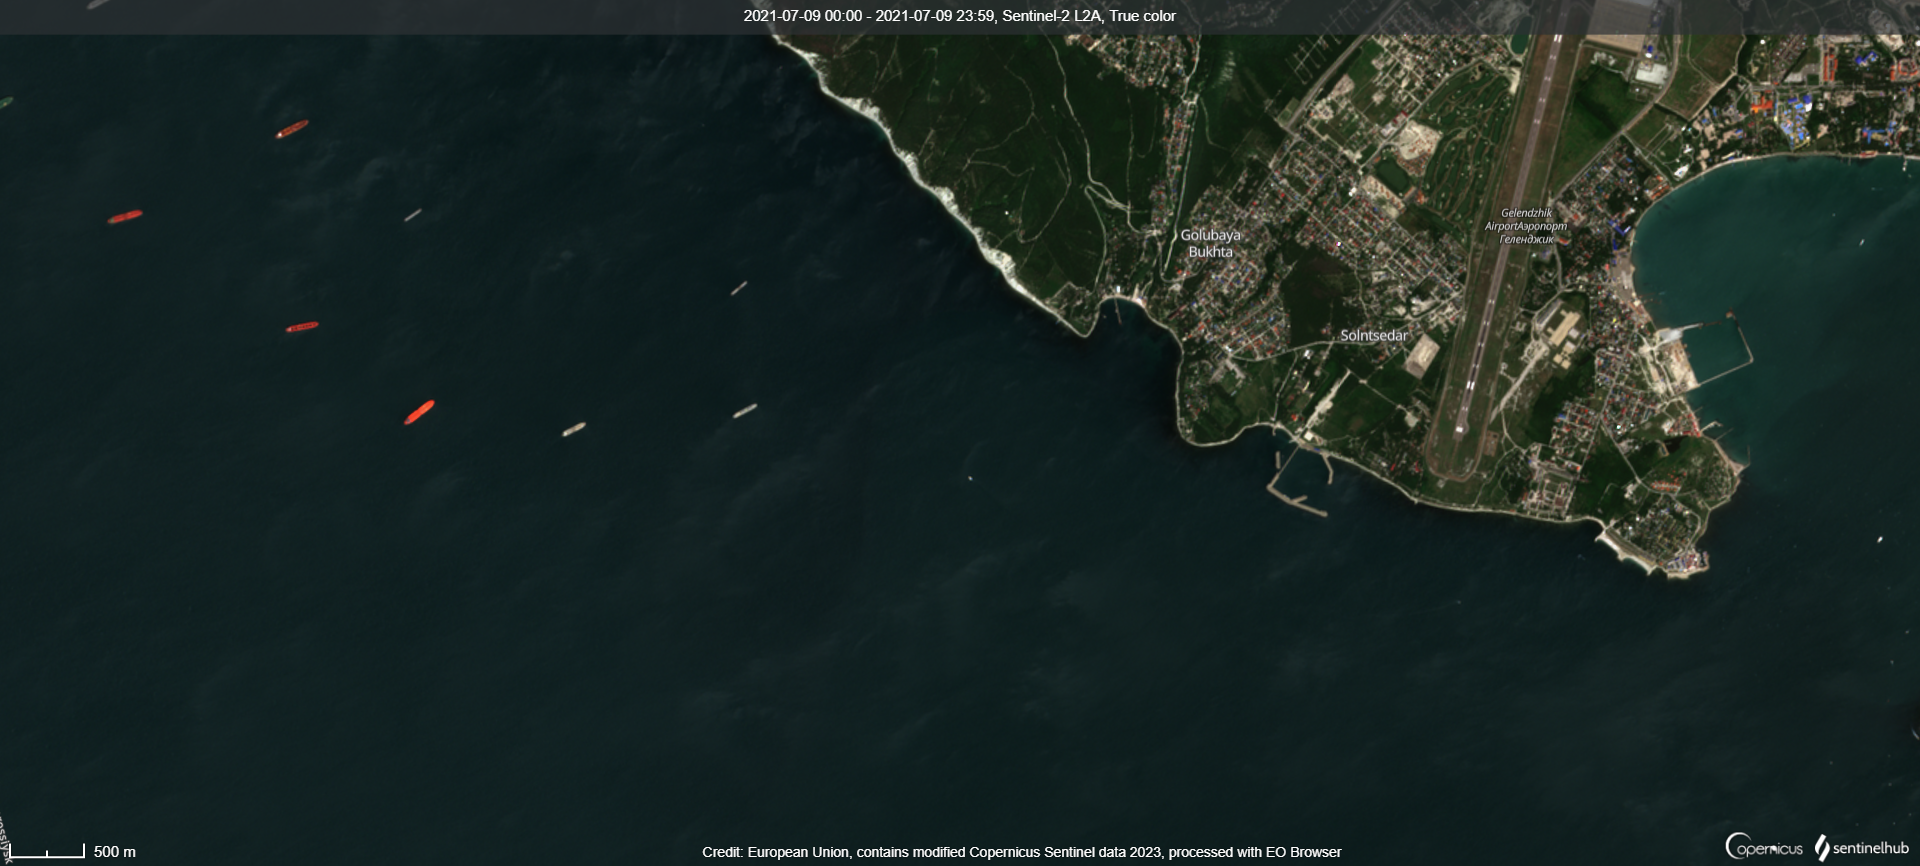 2021-07-09 00:00 - 2021-07-09 23:59, Sentinel-2 L2A, True color
Gelendzhik
AirportАэропорт
Геленджик
Golubaya
Bukhta
Solntsedar
500 m
Credit: European Union, contains modified Copernicus Sentinel data 2023, processed with EO Browser
Copernicus
sentinelhub